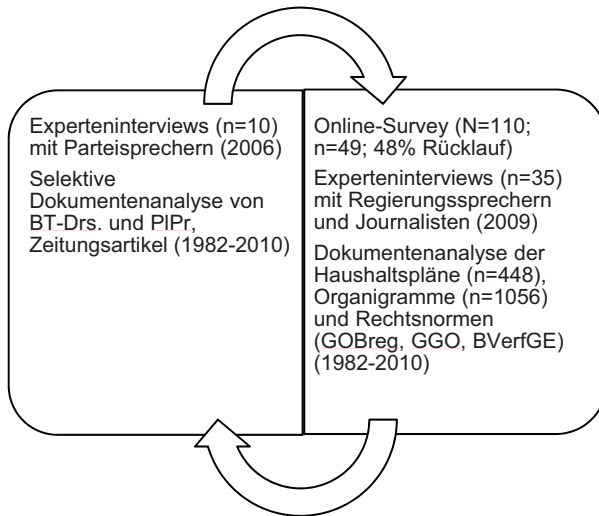 Experteninterviews (n=10)
mit Parteisprechern (2006)
Selektive
Dokumentenanalyse von
BT-Drs. und PlPr,
Zeitungsartikel (1982-2010)
Online-Survey (N=110;
n=49; 48% Rücklauf)
Experteninterviews (n=35)
mit Regierungssprechern
und Journalisten (2009)
Dokumentenanalyse der
Haushaltspläne (n=448),
Organigramme (n=1056)
und Rechtsnormen
(GOBreg, GGO, BVerfGE)
(1982-2010)